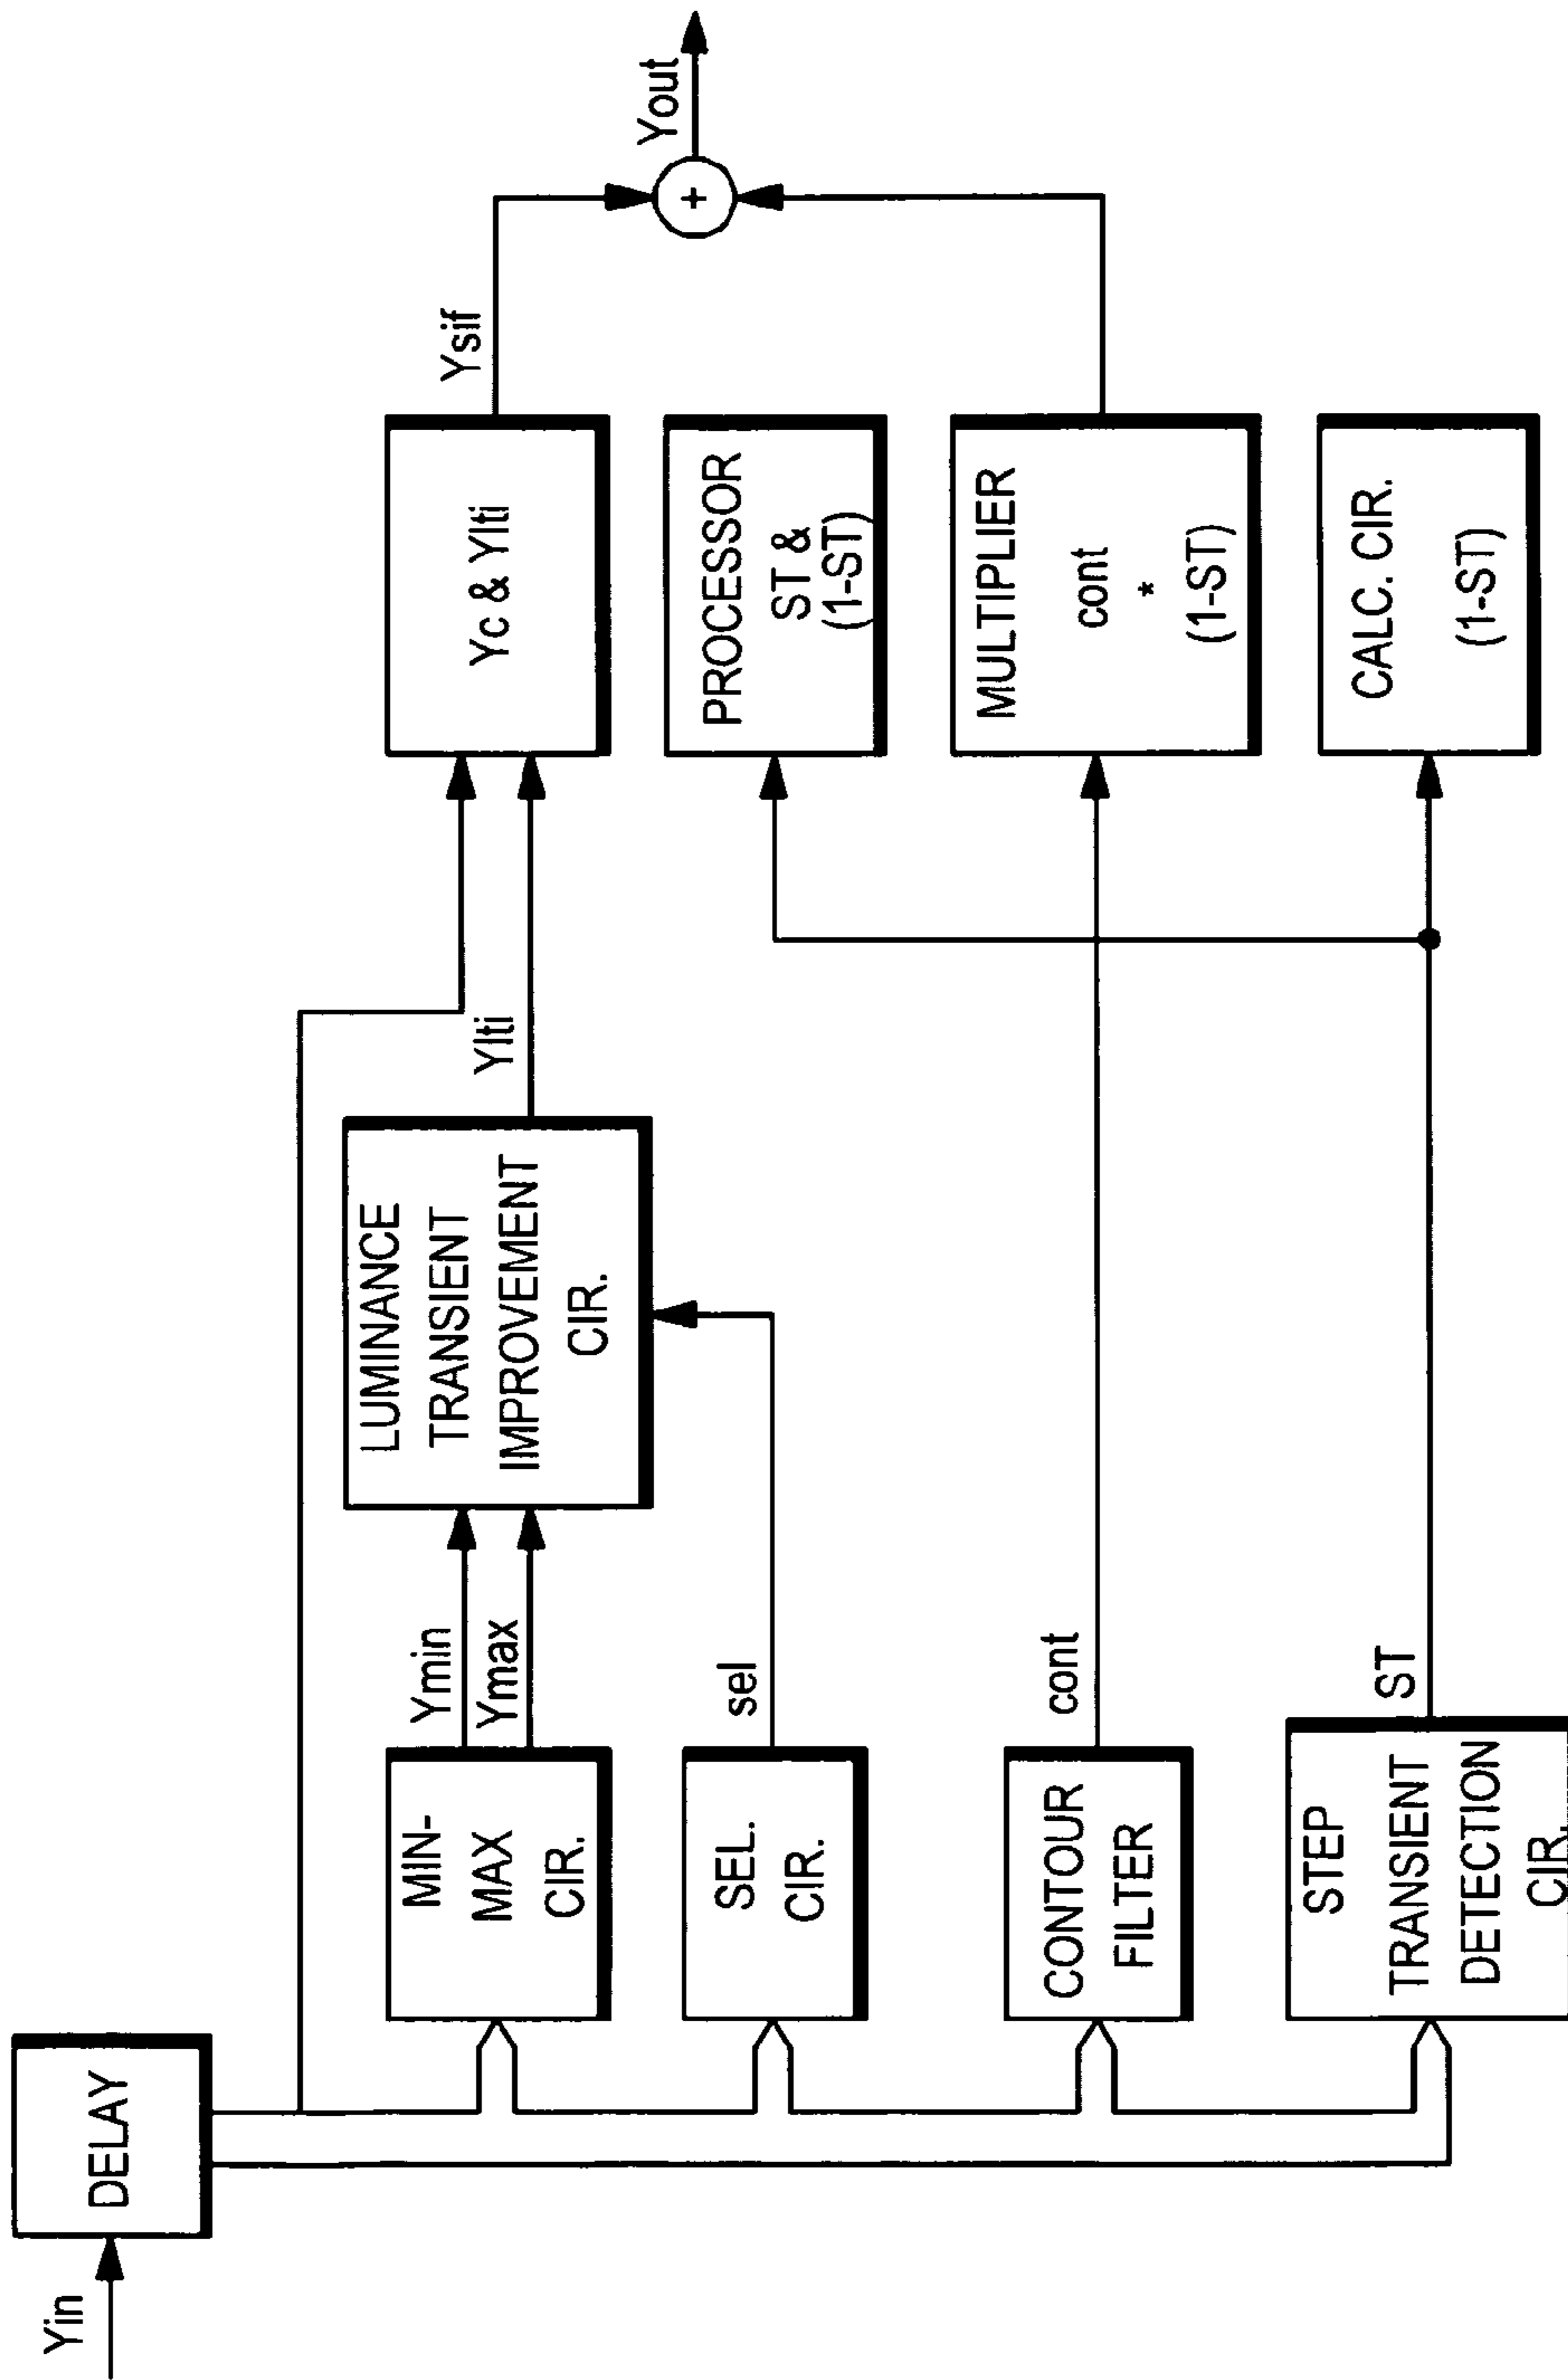 Yin
DELAY
MIN-
MAX
CIR.
Ymin
Ymax
LUMINANCE
TRANSIENT
IMPROVEMENT
CIR.
Ylti
Yc & Ylti
Ysif
+
Yout
SEL.
CIR.
sel
PROCESSOR
ST &
(1-ST)
CONTOUR
FILTER
cont
MULTIPLIER
cont
*
(1-ST)
STEP
TRANSIENT
DETECTION
CIR.
ST
CALC. CIR.
(1-ST)